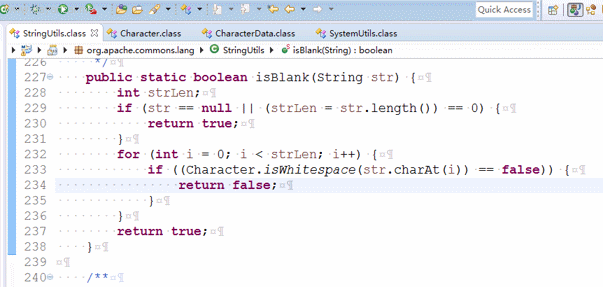 Quick Access
StringUtils.class Character.class CharacterData.class SystemUtils.class
org.apache.commons.lang StringUtils isBlank(String) : boolean
226 */
227 public static boolean isBlank(String str) {
228 int strLen;
229 if (str == null || (strLen = str.length()) == 0) {
230 return true;
231 }
232 for (int i = 0; i < strLen; i++) {
233 if ((Character.isWhitespace(str.charAt(i)) == false)) {
234 return false;
235 }
236 }
237 return true;
238 }
239
240 /**